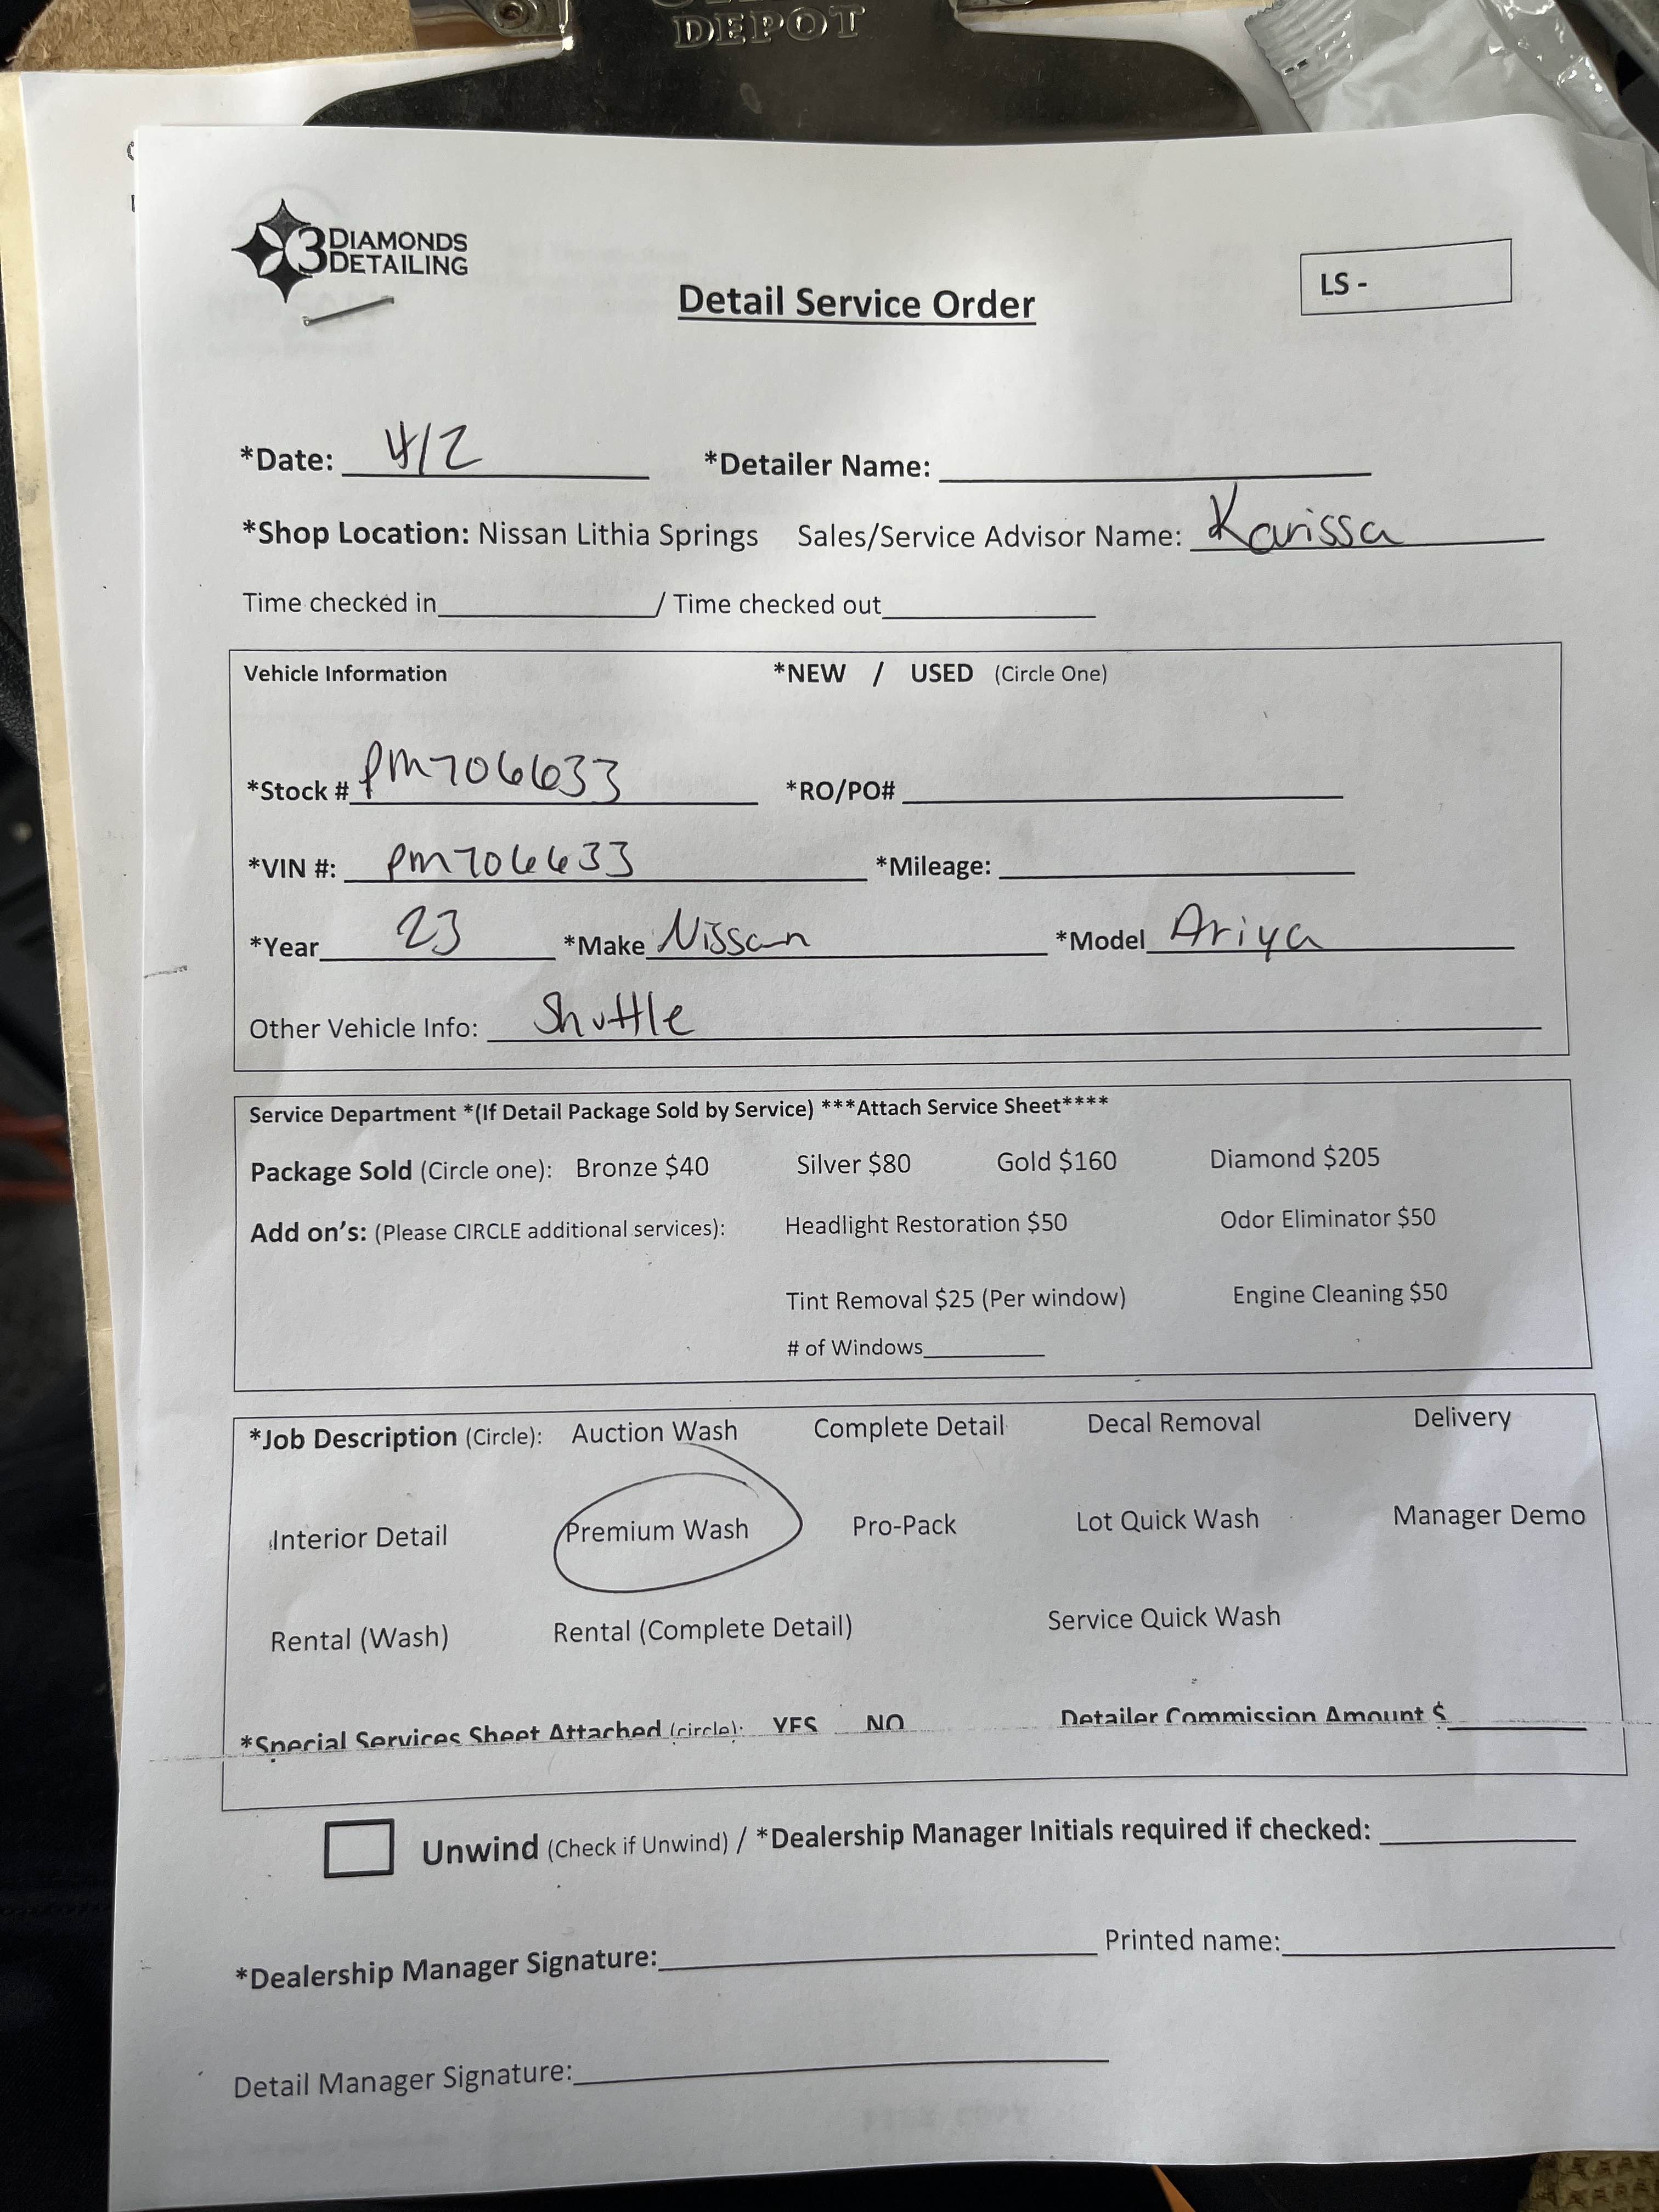 DEPOT
3 DIAMONDS
DETAILING
Detail Service Order
LS -
*Date: 4/2 *Detailer Name:
*Shop Location: Nissan Lithia Springs Sales/Service Advisor Name: Karissa
Time checked in / Time checked out
Vehicle Information *NEW / USED (Circle One)
*Stock # PM706633 *RO/PO#
*VIN #: PM706633 *Mileage:
*Year 23 *Make Nissan *Model Ariya
Other Vehicle Info: Shuttle
Service Department *(If Detail Package Sold by Service) ***Attach Service Sheet****
Package Sold (Circle one): Bronze $40 Silver $80 Gold $160 Diamond $205
Add on's: (Please CIRCLE additional services): Headlight Restoration $50 Odor Eliminator $50
Tint Removal $25 (Per window) Engine Cleaning $50
# of Windows
*Job Description (Circle): Auction Wash Complete Detail Decal Removal Delivery
Interior Detail Premium Wash Pro-Pack Lot Quick Wash Manager Demo
Rental (Wash) Rental (Complete Detail) Service Quick Wash
*Special Services Sheet Attached (circle): YES NO Detailer Commission Amount $
Unwind (Check if Unwind) / *Dealership Manager Initials required if checked:
*Dealership Manager Signature: Printed name:
Detail Manager Signature: